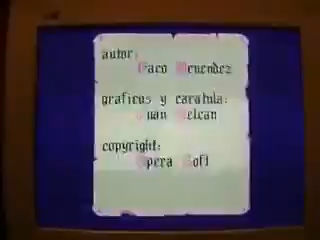 autor:
Paco Menendez
graficos y caratula:
Juan Delcan
copyright:
Opera Soft